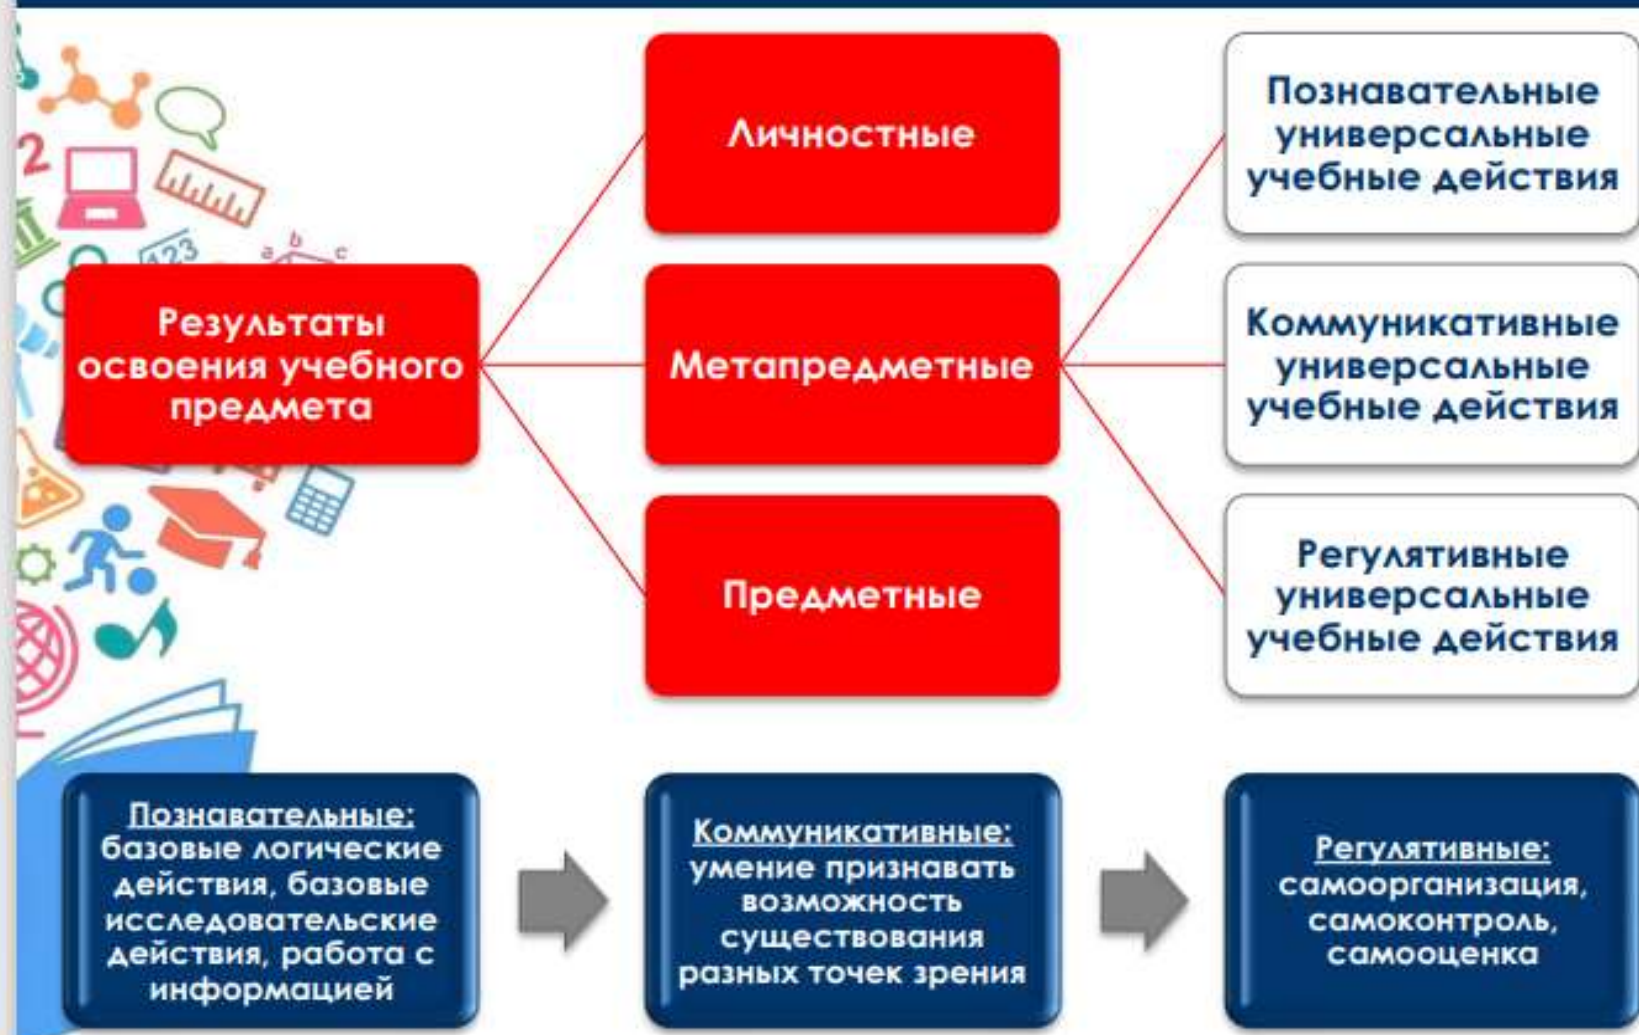 Личностные
Познавательные
универсальные
учебные действия
2
123
a b c
Результаты
освоения учебного
предмета
Метапредметные
Коммуникативные
универсальные
учебные действия
Предметные
Регулятивные
универсальные
учебные действия
Познавательные:
базовые логические
действия, базовые
исследовательские
действия, работа с
информацией
Коммуникативные:
умение признавать
возможность
существования
разных точек зрения
Регулятивные:
самоорганизация,
самоконтроль,
самооценка